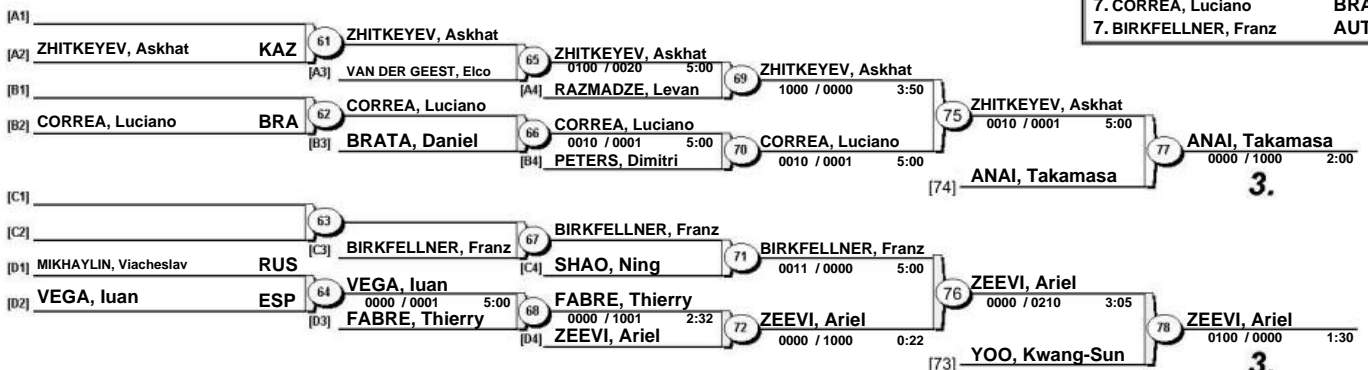 7. CORREA, Luciano BRA
7. BIRKFELLNER, Franz AUT
[A1]
[A2] ZHITKEYEV, Askhat KAZ
61 ZHITKEYEV, Askhat
[A3] VAN DER GEEST, Elco
65 ZHITKEYEV, Askhat
0100 / 0020 5:00
[A4] RAZMADZE, Levan
69 ZHITKEYEV, Askhat
1000 / 0000 3:50
[B1]
[B2] CORREA, Luciano BRA
62 CORREA, Luciano
[B3] BRATA, Daniel
66 CORREA, Luciano
0010 / 0001 5:00
[B4] PETERS, Dimitri
70 CORREA, Luciano
0010 / 0001 5:00
75 ZHITKEYEV, Askhat
0010 / 0001 5:00
[74] ANAI, Takamasa
77 ANAI, Takamasa
0000 / 1000 2:00
3.
[C1]
[C2]
63
[C3] BIRKFELLNER, Franz
67 BIRKFELLNER, Franz
[C4] SHAO, Ning
71 BIRKFELLNER, Franz
0011 / 0000 5:00
[D1] MIKHAYLIN, Viacheslav RUS
[D2] VEGA, Iuan ESP
64 VEGA, Iuan
0000 / 0001 5:00
[D3] FABRE, Thierry
68 FABRE, Thierry
0000 / 1001 2:32
[D4] ZEEVI, Ariel
72 ZEEVI, Ariel
0000 / 1000 0:22
76 ZEEVI, Ariel
0000 / 0210 3:05
[73] YOO, Kwang-Sun
78 ZEEVI, Ariel
0100 / 0000 1:30
3.